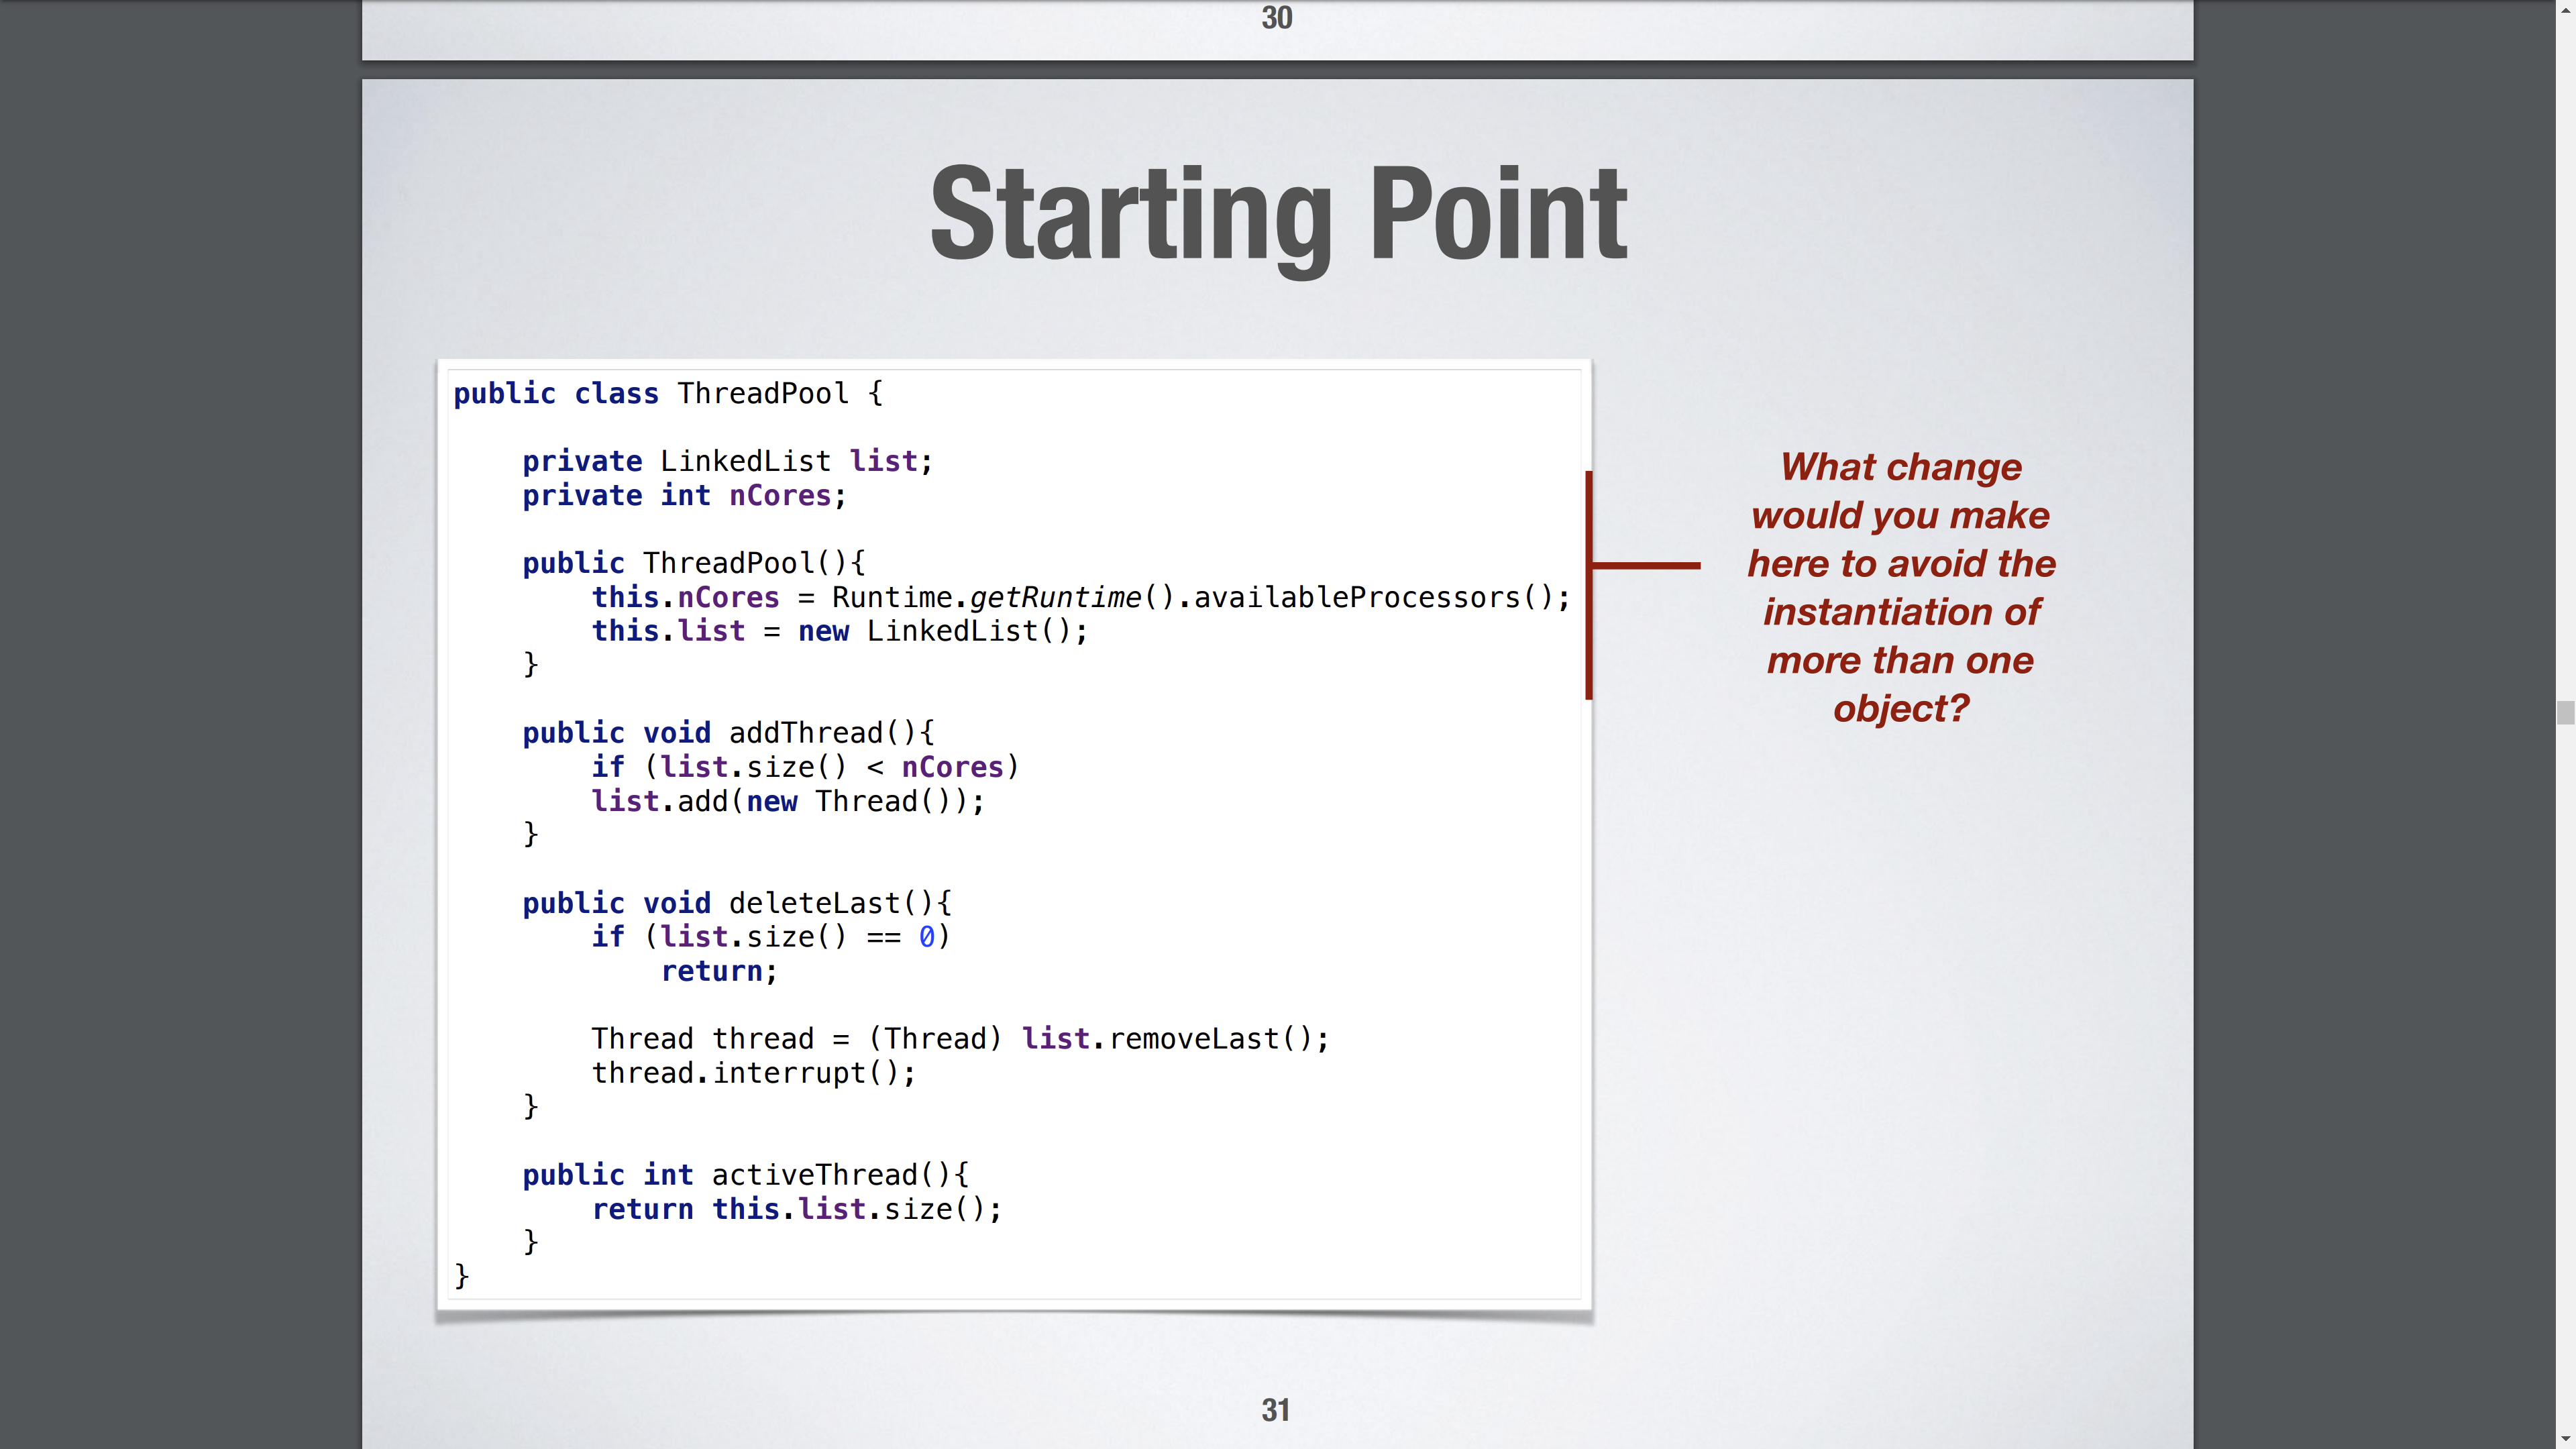 30
Starting Point
public class ThreadPool {
private LinkedList list;
private int nCores;
public ThreadPool(){
this.nCores = Runtime.getRuntime().availableProcessors();
this.list = new LinkedList();
}
public void addThread(){
if (list.size() < nCores)
list.add(new Thread());
}
public void deleteLast(){
if (list.size() == 0)
return;
Thread thread = (Thread) list.removeLast();
thread.interrupt();
}
public int activeThread(){
return this.list.size();
}
}
What change
would you make
here to avoid the
instantiation of
more than one
object?
31